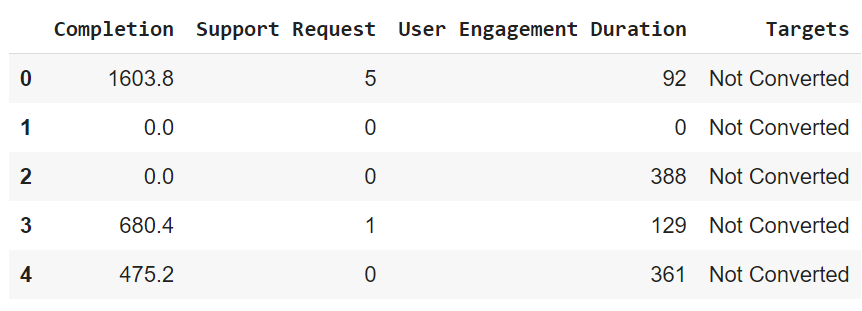 Completion Support Request User Engagement Duration Targets
0 1603.8 5 92 Not Converted
1 0.0 0 0 Not Converted
2 0.0 0 388 Not Converted
3 680.4 1 129 Not Converted
4 475.2 0 361 Not Converted